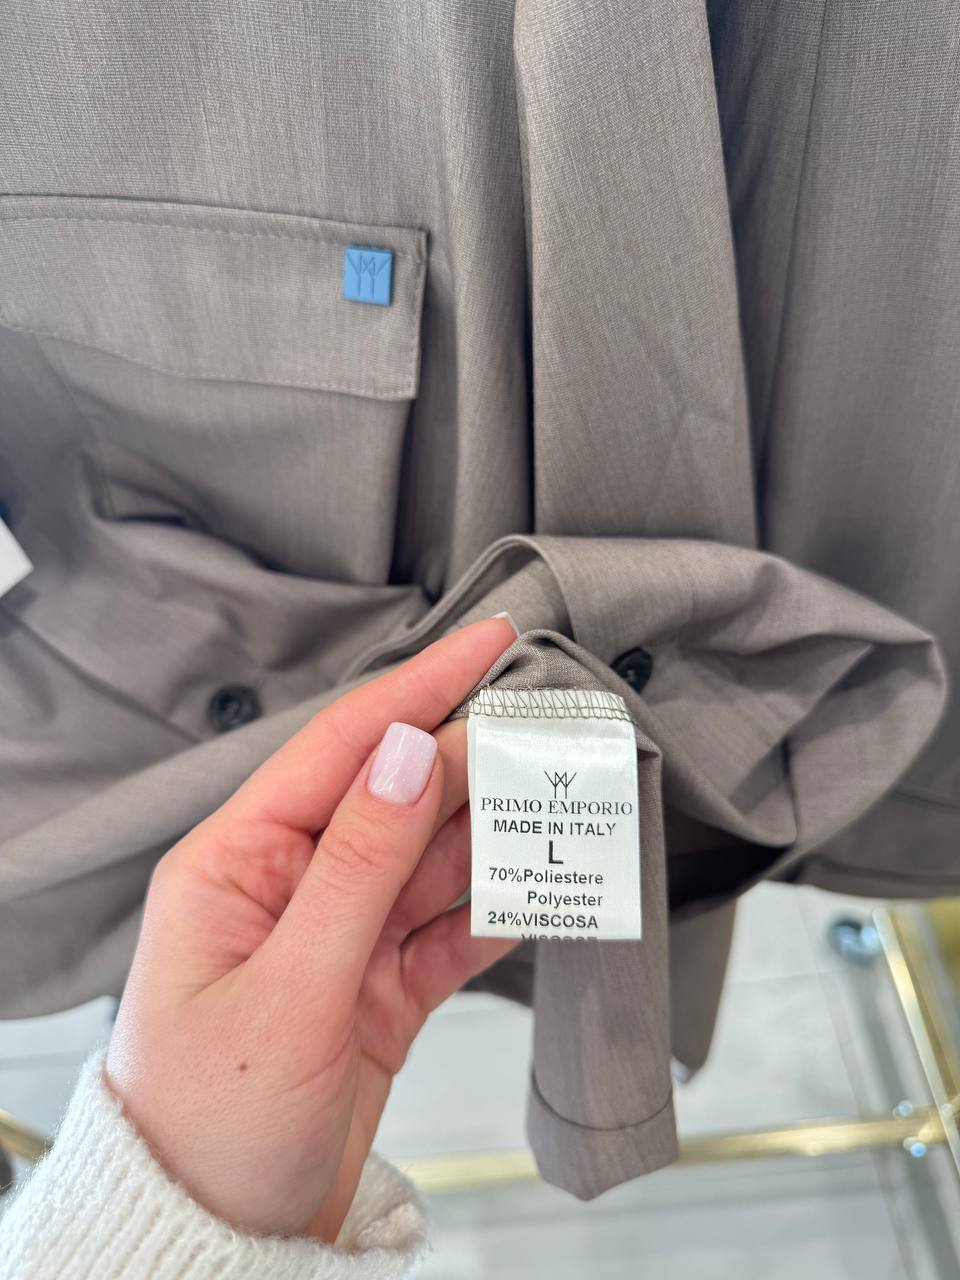 PRIMO EMPORIO
MADE IN ITALY
L
70%Poliestere
Polyester
24%VISCOSA